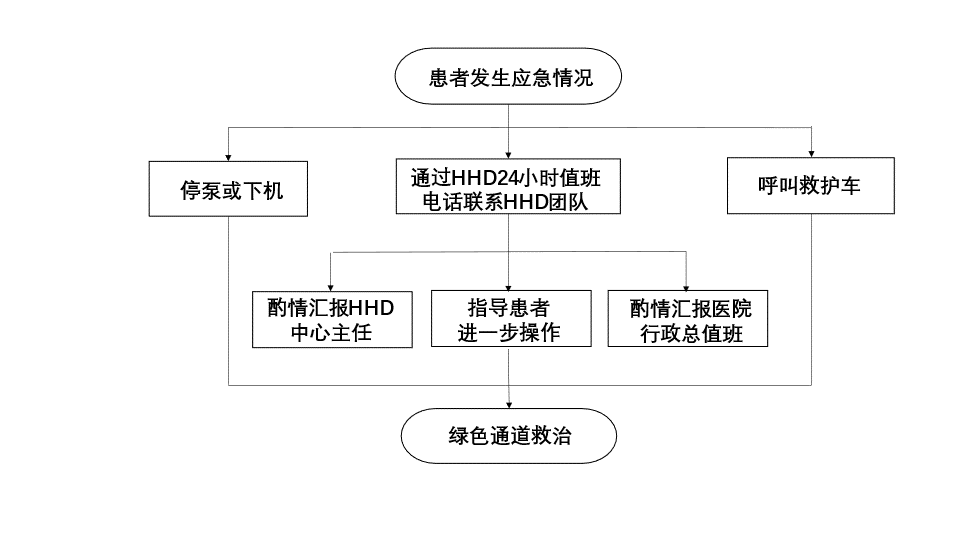 患者发生应急情况
停泵或下机
通过HHD24小时值班
电话联系HHD团队
呼叫救护车
酌情汇报HHD
中心主任
指导患者
进一步操作
酌情汇报医院
行政总值班
绿色通道救治